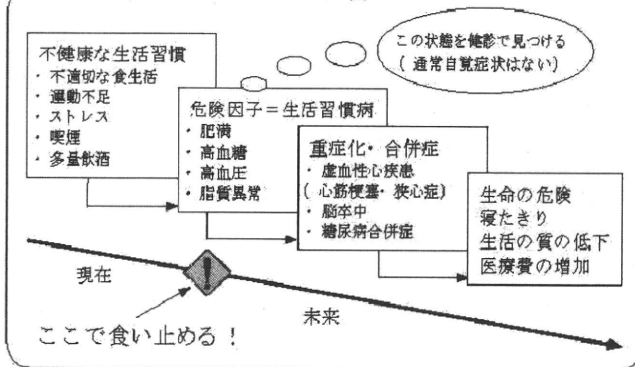 この状態を健診で見つける
（通常自覚症状はない）
不健康な生活習慣
・不適切な食生活
・運動不足
・ストレス
・喫煙
・多量飲酒
危険因子＝生活習慣病
・肥満
・高血糖
・高血圧
・脂質異常
重症化・合併症
・虚血性心疾患
（心筋梗塞・狭心症）
・脳卒中
・糖尿病合併症
生命の危険
寝たきり
生活の質の低下
医療費の増加
現在
!
未来
ここで食い止める！